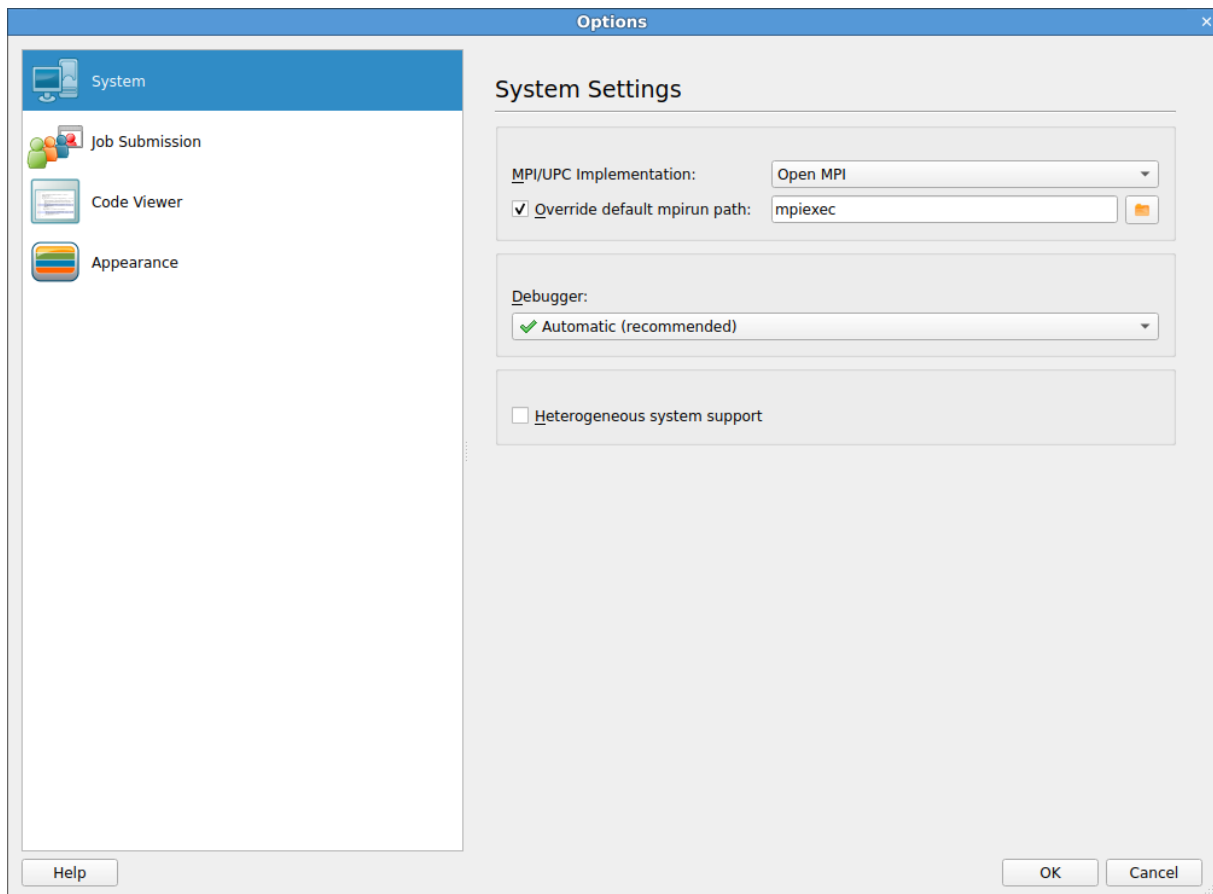 Options
System
Job Submission
Code Viewer
Appearance
System Settings
MPI/UPC Implementation: Open MPI
Override default mpirun path: mpiexec
Debugger:
Automatic (recommended)
Heterogeneous system support
Help
OK
Cancel